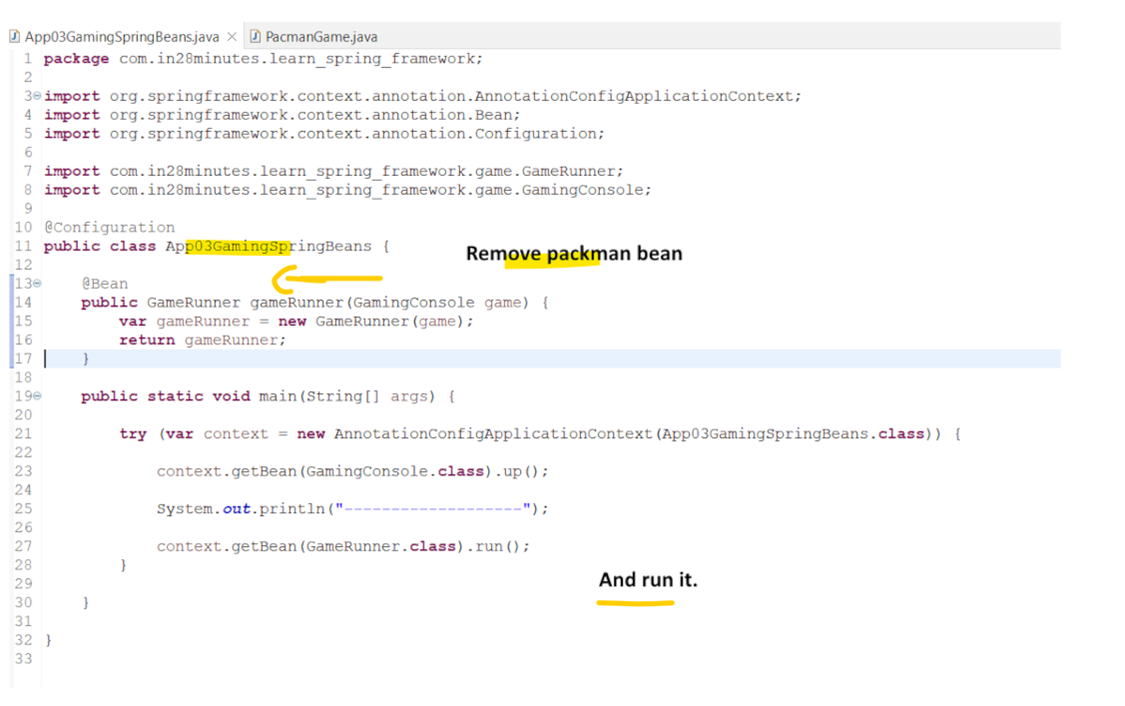 App03GamingSpringBeans.java × PacmanGame.java
1 package com.in28minutes.learn_spring_framework;
2
3 import org.springframework.context.annotation.AnnotationConfigApplicationContext;
4 import org.springframework.context.annotation.Bean;
5 import org.springframework.context.annotation.Configuration;
6
7 import com.in28minutes.learn_spring_framework.game.GameRunner;
8 import com.in28minutes.learn_spring_framework.game.GamingConsole;
9
10 @Configuration
11 public class App03GamingSpringBeans {
Remove packman bean
12
13 @Bean
14 public GameRunner gameRunner(GamingConsole game) {
15 var gameRunner = new GameRunner(game);
16 return gameRunner;
17 }
18
19 public static void main(String[] args) {
20
21 try (var context = new AnnotationConfigApplicationContext(App03GamingSpringBeans.class)) {
22
23 context.getBean(GamingConsole.class).up();
24
25 System.out.println("-------------------");
26
27 context.getBean(GameRunner.class).run();
28 }
And run it.
29
30 }
31
32 }
33